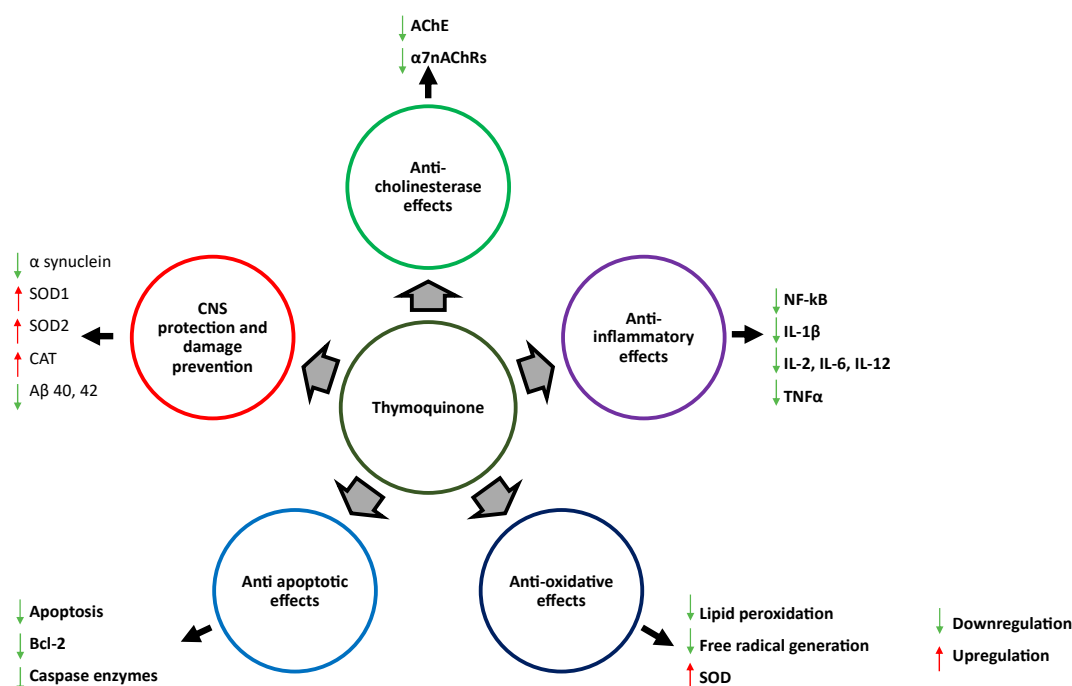 AChE
α7nAChRs
Anti-
cholinesterase
effects
α synuclein
SOD1
SOD2
CAT
Aβ 40, 42
CNS
protection and
damage
prevention
Anti-
inflammatory
effects
NF-kB
IL-1β
IL-2, IL-6, IL-12
TNFα
Thymoquinone
Anti apoptotic
effects
Anti-oxidative
effects
Apoptosis
Bcl-2
Caspase enzymes
Lipid peroxidation
Free radical generation
SOD
Downregulation
Upregulation